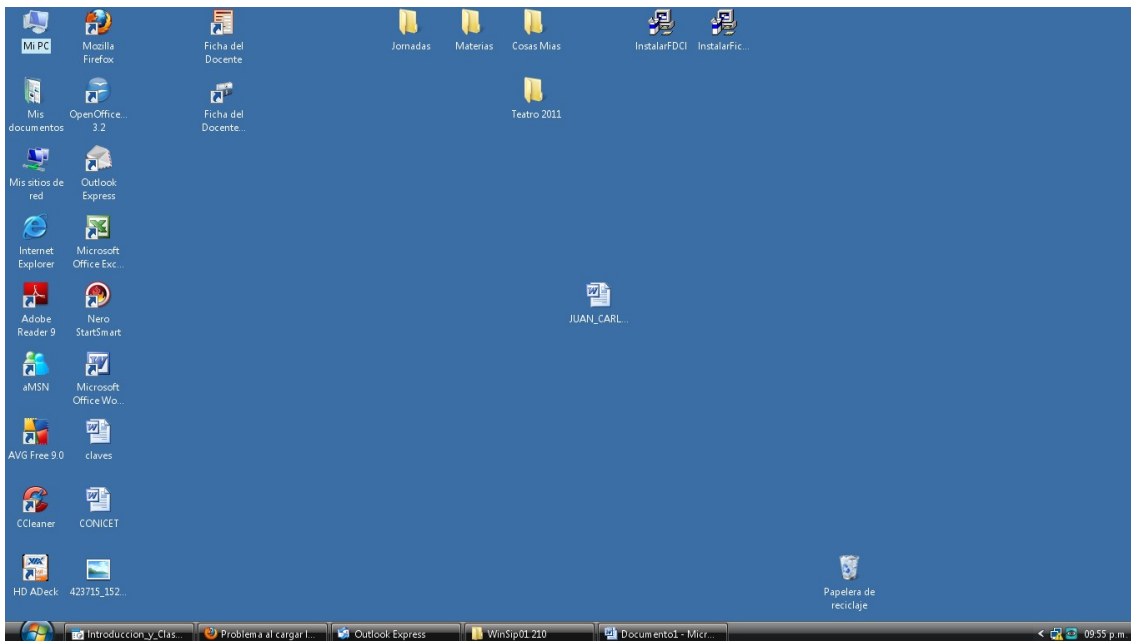 Mi PC
Mozilla
Firefox
Ficha del
Docente
Jornadas
Materias
Cosas Mias
InstalarFDCI
InstalarFic...
Mis
documentos
OpenOffice...
3.2
Ficha del
Docente...
Teatro 2011
Mis sitios de
red
Outlook
Express
Internet
Explorer
Microsoft
Office Exc...
Adobe
Reader 9
Nero
StartSmart
JUAN_CARL...
aMSN
Microsoft
Office Wo...
AVG Free 9.0
claves
CCleaner
CONICET
HD ADeck
423715_152...
Papelera de
reciclaje
Introduccion_y_Clas...
Problema al cargar l...
Outlook Express
WinSip01.210
Documento1 - Micr...
09:55 p.m.